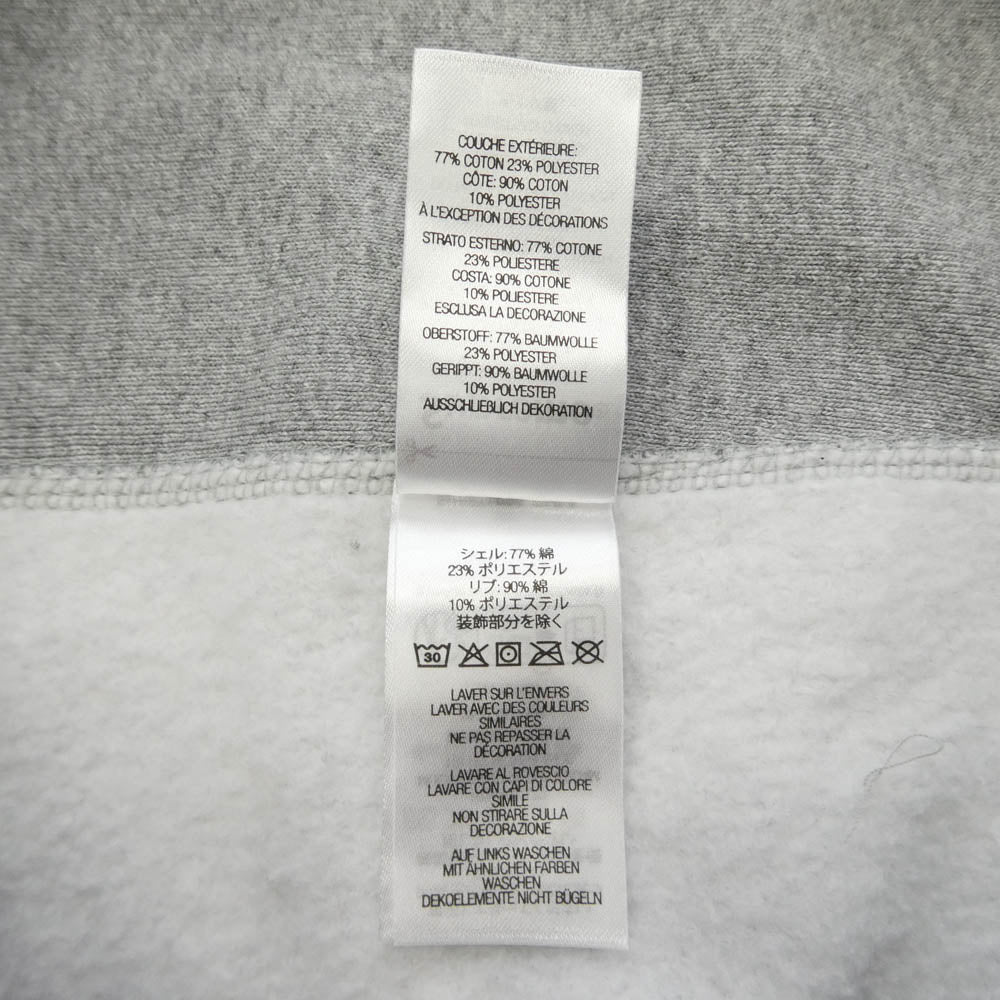 COUCHE EXTÉRIEURE:
77% COTON 23% POLYESTER
CÔTE: 90% COTON
10% POLYESTER
À L'EXCEPTION DES DÉCORATIONS
STRATO ESTERNO: 77% COTONE
23% POLIESTERE
COSTA: 90% COTONE
10% POLIESTERE
ESCLUSA LA DECORAZIONE
OBERSTOFF: 77% BAUMWOLLE
23% POLYESTER
GERIPPT: 90% BAUMWOLLE
10% POLYESTER
AUSSCHLIEßLICH DEKORATION
シェル: 77% 綿
23% ポリエステル
リブ: 90% 綿
10% ポリエステル
装飾部分を除く
30
LAVER SUR L'ENVERS
LAVER AVEC DES COULEURS
SIMILAIRES
NE PAS REPASSER LA
DÉCORATION
LAVARE AL ROVESCIO
LAVARE CON CAPI DI COLORE
SIMILE
NON STIRARE SULLA
DECORAZIONE
AUF LINKS WASCHEN
MIT ÄHNLICHEN FARBEN
WASCHEN
DEKOELEMENTE NICHT BÜGELN